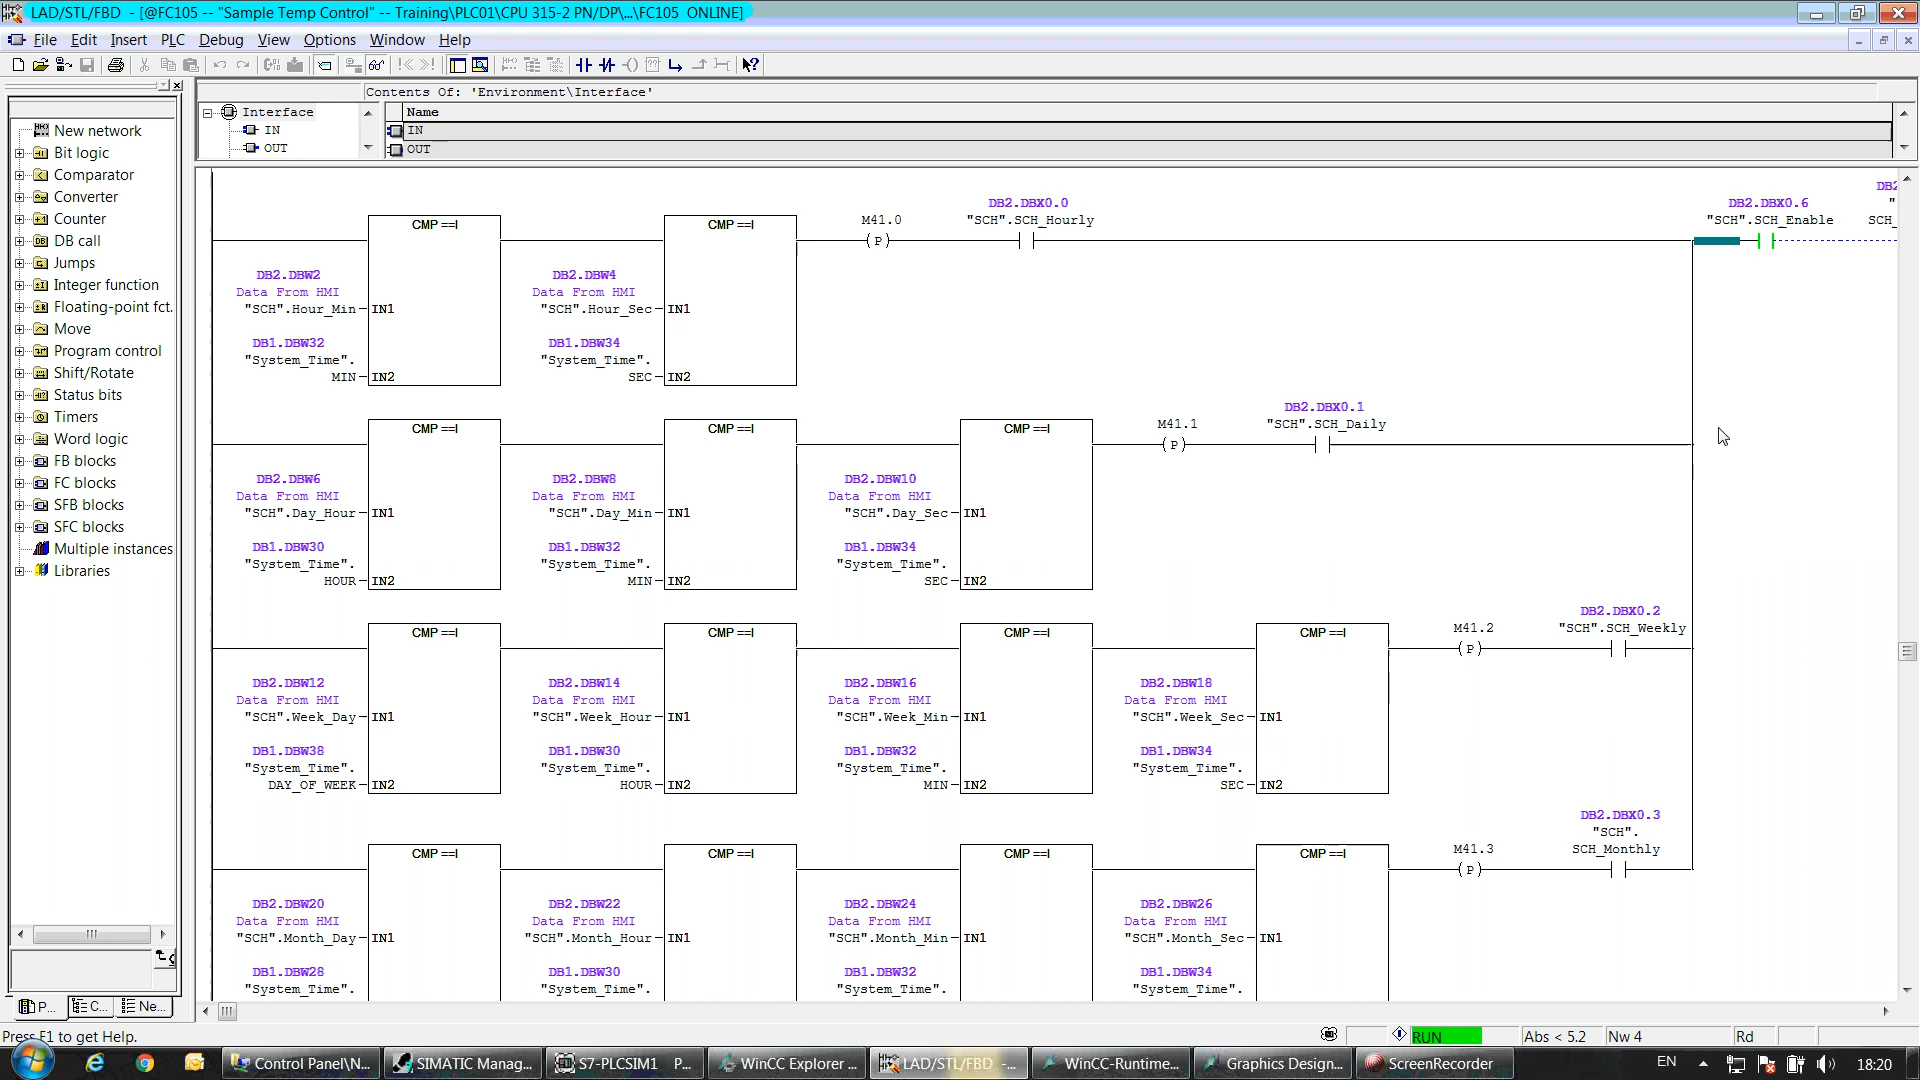 LAD/STL/FBD - [@FC105 -- "Sample Temp Control" -- Training\PLC01\CPU 315-2 PN/DP\...\FC105 ONLINE]
File Edit Insert PLC Debug View Options Window Help
Contents Of: 'Environment\Interface'
Interface
IN
OUT
Name
IN
OUT
New network
Bit logic
Comparator
Converter
Counter
DB call
Jumps
Integer function
Floating-point fct.
Move
Program control
Shift/Rotate
Status bits
Timers
Word logic
FB blocks
FC blocks
SFB blocks
SFC blocks
Multiple instances
Libraries
P... C... Ne...
DB2.DBX0.0 DB2.DBX0.6
CMP ==I CMP ==I M41.0 "SCH".SCH_Hourly "SCH".SCH_Enable SCH_
(P)
DB2.DBW2 DB2.DBW4
Data From HMI Data From HMI
"SCH".Hour_Min IN1 "SCH".Hour_Sec IN1
DB1.DBW32 DB1.DBW34
"System_Time". "System_Time".
MIN IN2 SEC IN2
DB2.DBX0.1
CMP ==I CMP ==I CMP ==I M41.1 "SCH".SCH_Daily
(P)
DB2.DBW6 DB2.DBW8 DB2.DBW10
Data From HMI Data From HMI Data From HMI
"SCH".Day_Hour IN1 "SCH".Day_Min IN1 "SCH".Day_Sec IN1
DB1.DBW30 DB1.DBW32 DB1.DBW34
"System_Time". "System_Time". "System_Time".
HOUR IN2 MIN IN2 SEC IN2
DB2.DBX0.2
CMP ==I CMP ==I CMP ==I CMP ==I M41.2 "SCH".SCH_Weekly
(P)
DB2.DBW12 DB2.DBW14 DB2.DBW16 DB2.DBW18
Data From HMI Data From HMI Data From HMI Data From HMI
"SCH".Week_Day IN1 "SCH".Week_Hour IN1 "SCH".Week_Min IN1 "SCH".Week_Sec IN1
DB1.DBW38 DB1.DBW30 DB1.DBW32 DB1.DBW34
"System_Time". "System_Time". "System_Time". "System_Time".
DAY_OF_WEEK IN2 HOUR IN2 MIN IN2 SEC IN2
DB2.DBX0.3
"SCH".
CMP ==I CMP ==I CMP ==I CMP ==I M41.3 SCH_Monthly
(P)
DB2.DBW20 DB2.DBW22 DB2.DBW24 DB2.DBW26
Data From HMI Data From HMI Data From HMI Data From HMI
"SCH".Month_Day IN1 "SCH".Month_Hour IN1 "SCH".Month_Min IN1 "SCH".Month_Sec IN1
DB1.DBW28 DB1.DBW30 DB1.DBW32 DB1.DBW34
"System_Time". "System_Time". "System_Time". "System_Time".
Press F1 to get Help. RUN Abs < 5.2 Nw 4 Rd
Control Panel\N... SIMATIC Manag... S7-PLCSIM1 P... WinCC Explorer ... LAD/STL/FBD -... WinCC-Runtime... Graphics Design... ScreenRecorder EN 18:20